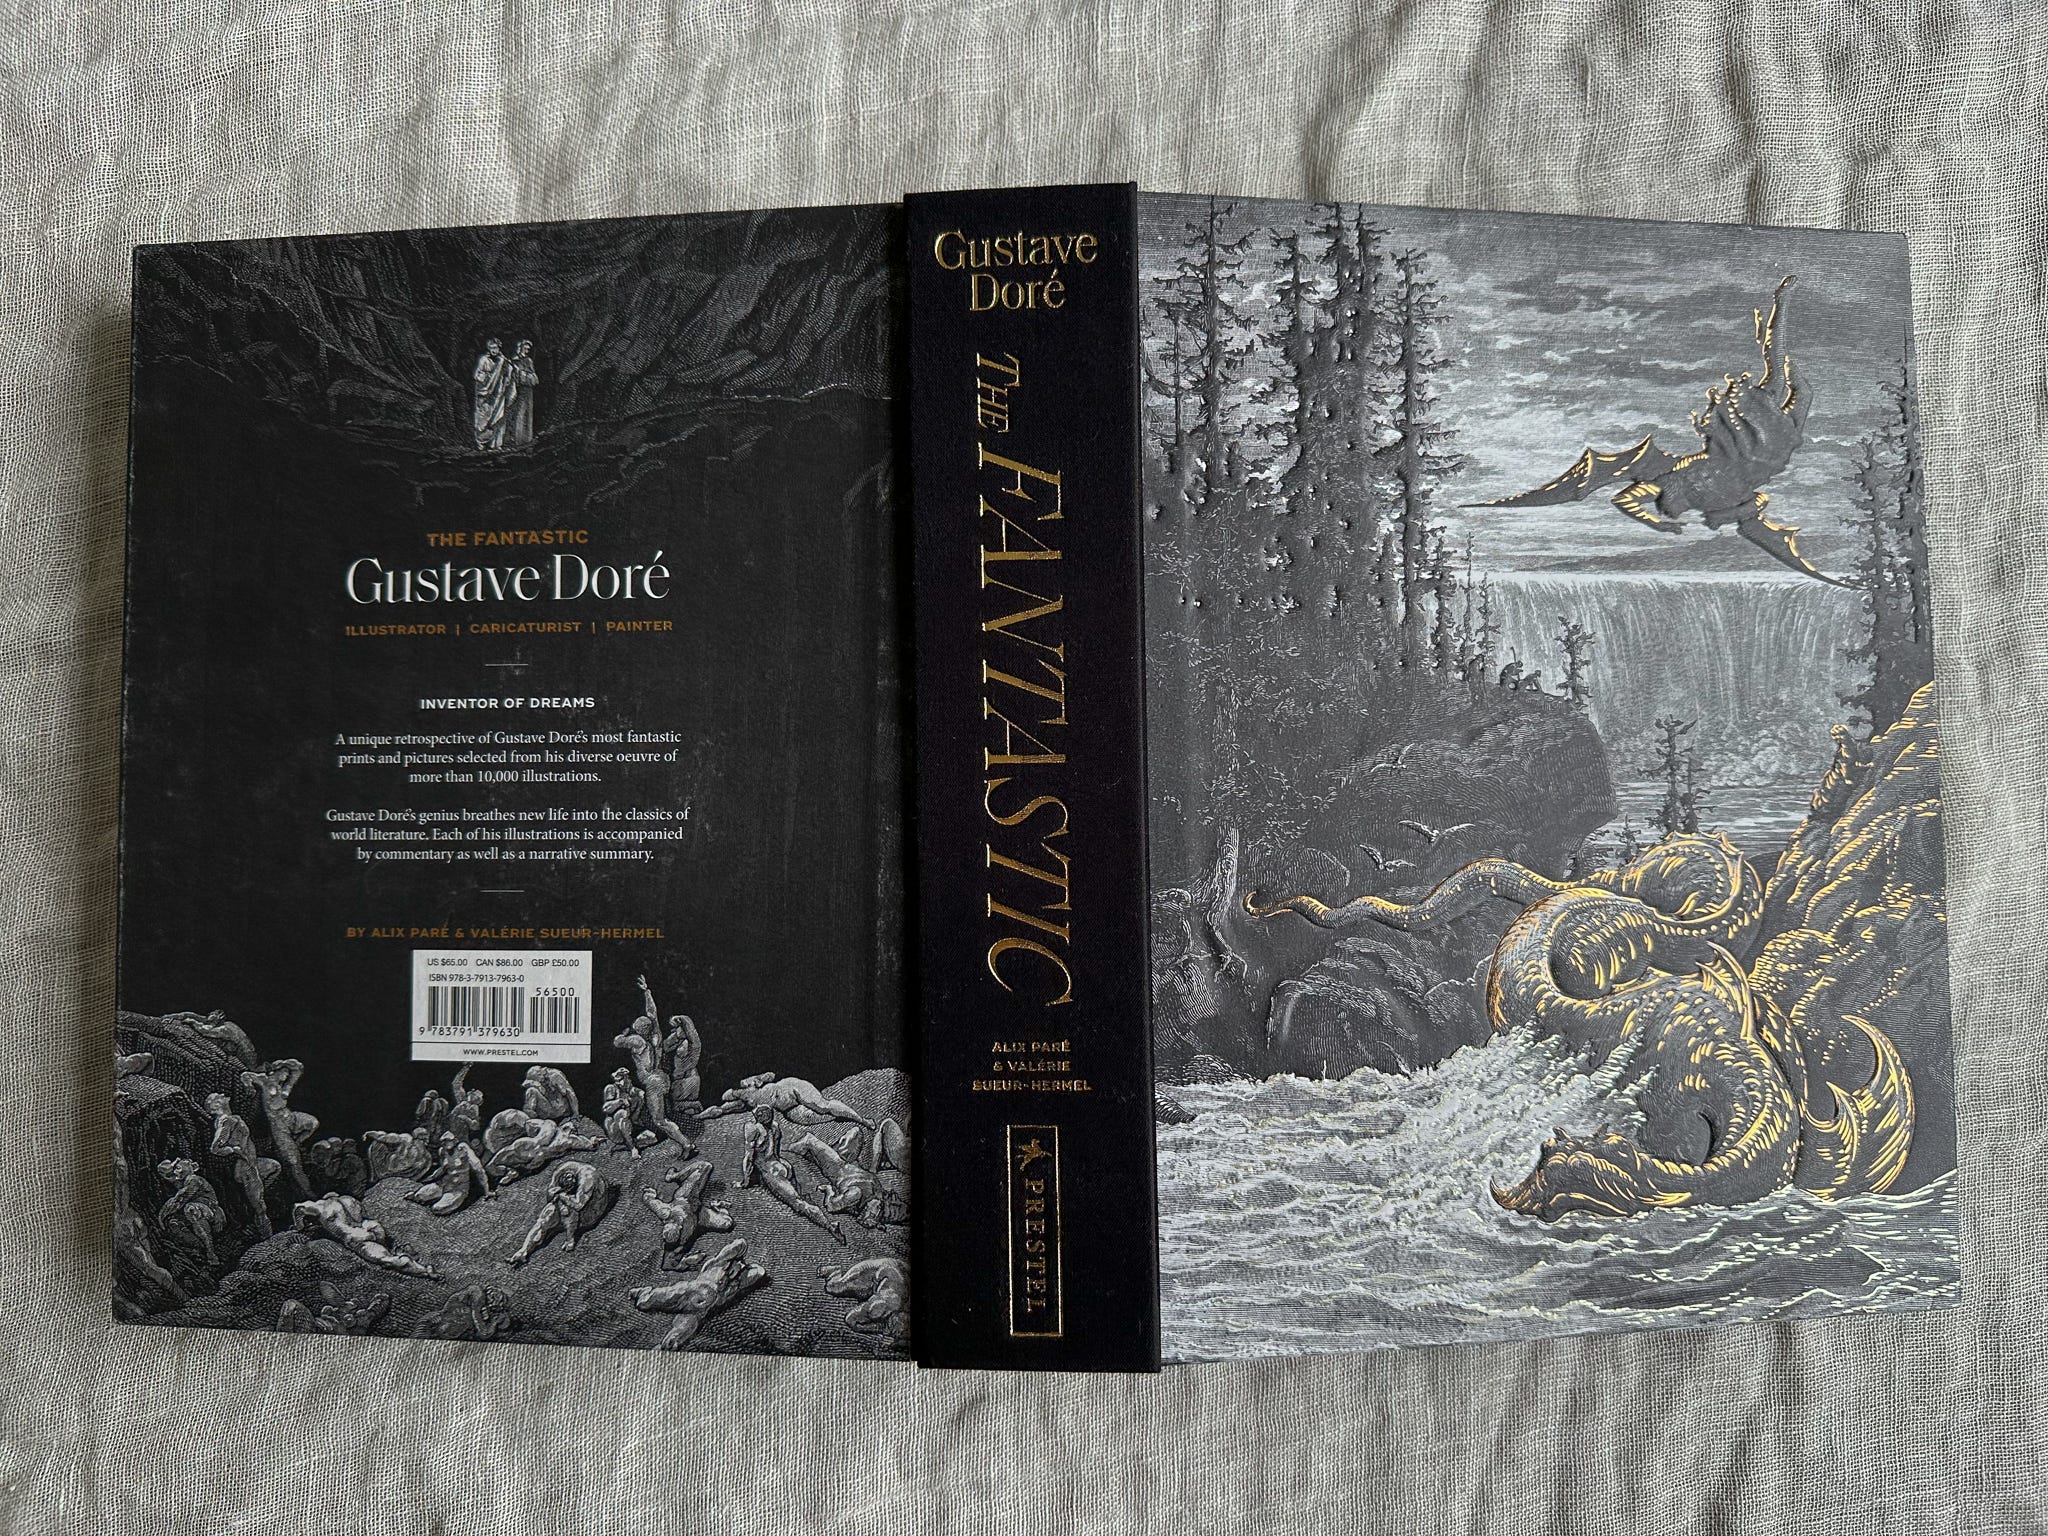 THE FANTASTIC
Gustave Doré
ILLUSTRATOR | CARICATURIST | PAINTER
INVENTOR OF DREAMS
A unique retrospective of Gustave Doré's most fantastic
prints and pictures selected from his diverse oeuvre of
more than 10,000 illustrations.
Gustave Doré's genius breathes new life into the classics of
world literature. Each of his illustrations is accompanied
by commentary as well as a narrative summary.
BY ALIX PARÉ & VALÉRIE SUEUR-HERMEL
US $65.00 CAN $86.00 GBP £50.00
ISBN 978-3-7913-7963-0
56500
9 783791 379630
WWW.PRESTEL.COM
Gustave
Doré
THE FANTASTIC
ALIX PARÉ
& VALÉRIE
SUEUR-HERMEL
PRESTEL